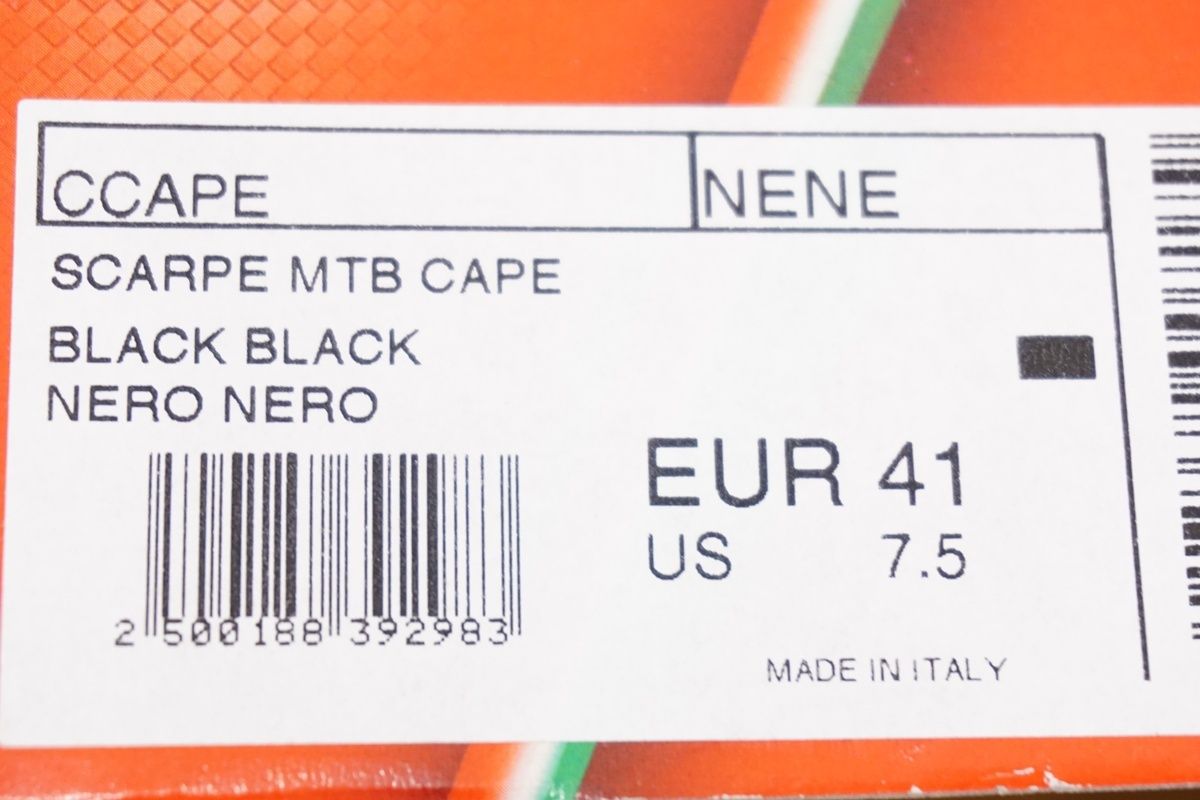 CCAPE NENE
SCARPE MTB CAPE
BLACK BLACK
NERO NERO
EUR 41
US 7.5
2 500188 392983
MADE IN ITALY